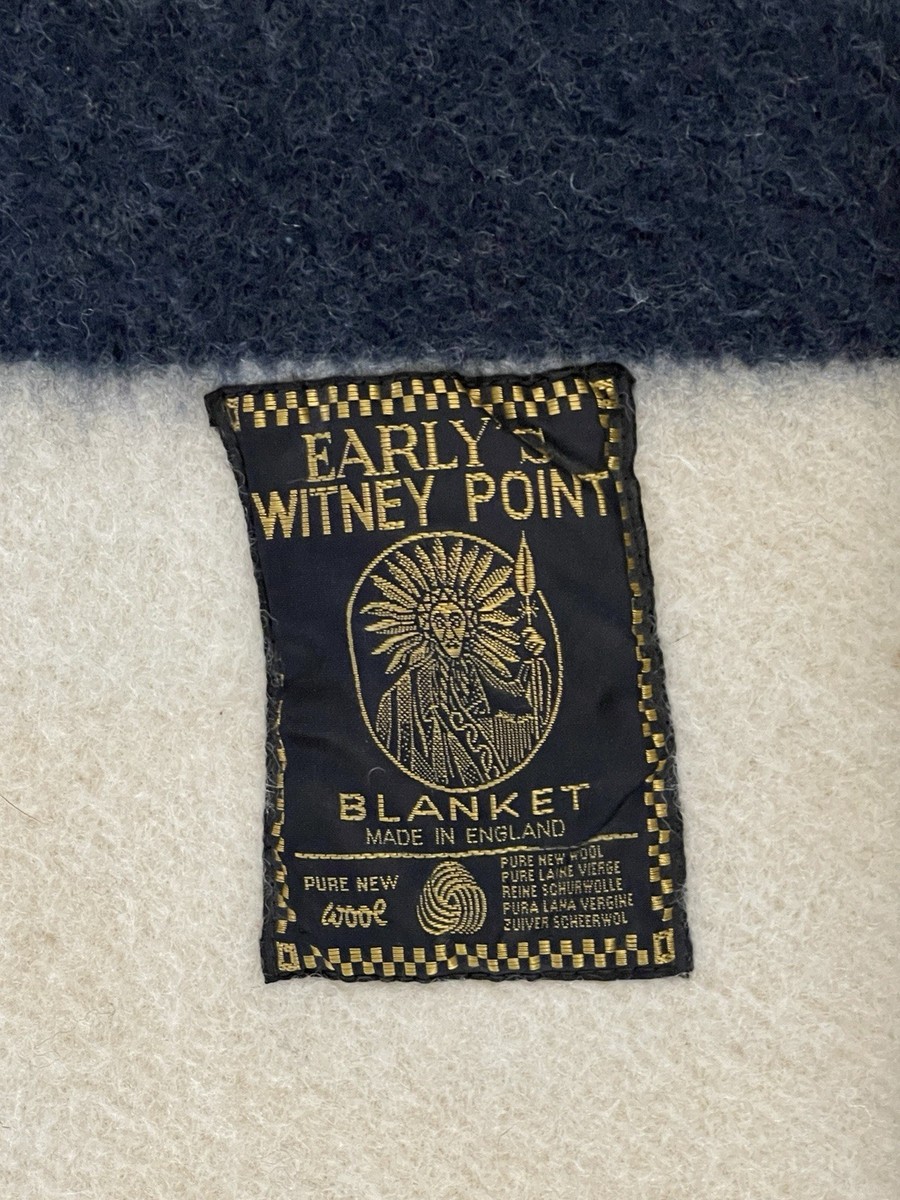 EARLY'S
WITNEY POINT
BLANKET
MADE IN ENGLAND
PURE NEW
wool
PURE NEW WOOL
PURE LAINE VIERGE
REINE SCHURWOLLE
PURA LANA VERGINE
ZUIVER SCHEERWOL